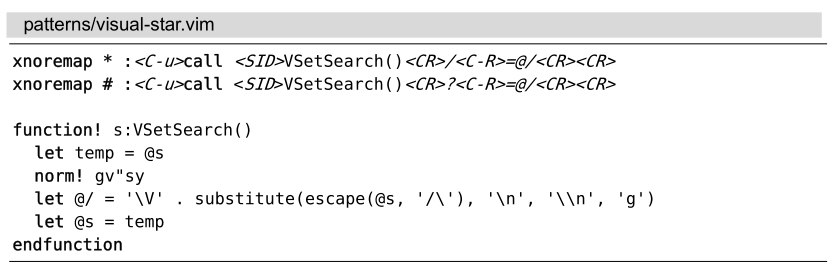 patterns/visual-star.vim
xnoremap * :<C-u>call <SID>VSetSearch()<CR>/<C-R>=@/<CR><CR>
xnoremap # :<C-u>call <SID>VSetSearch()<CR>?<C-R>=@/<CR><CR>
function! s:VSetSearch()
let temp = @s
norm! gv"sy
let @/ = '\V' . substitute(escape(@s, '/\'), '\n', '\\n', 'g')
let @s = temp
endfunction